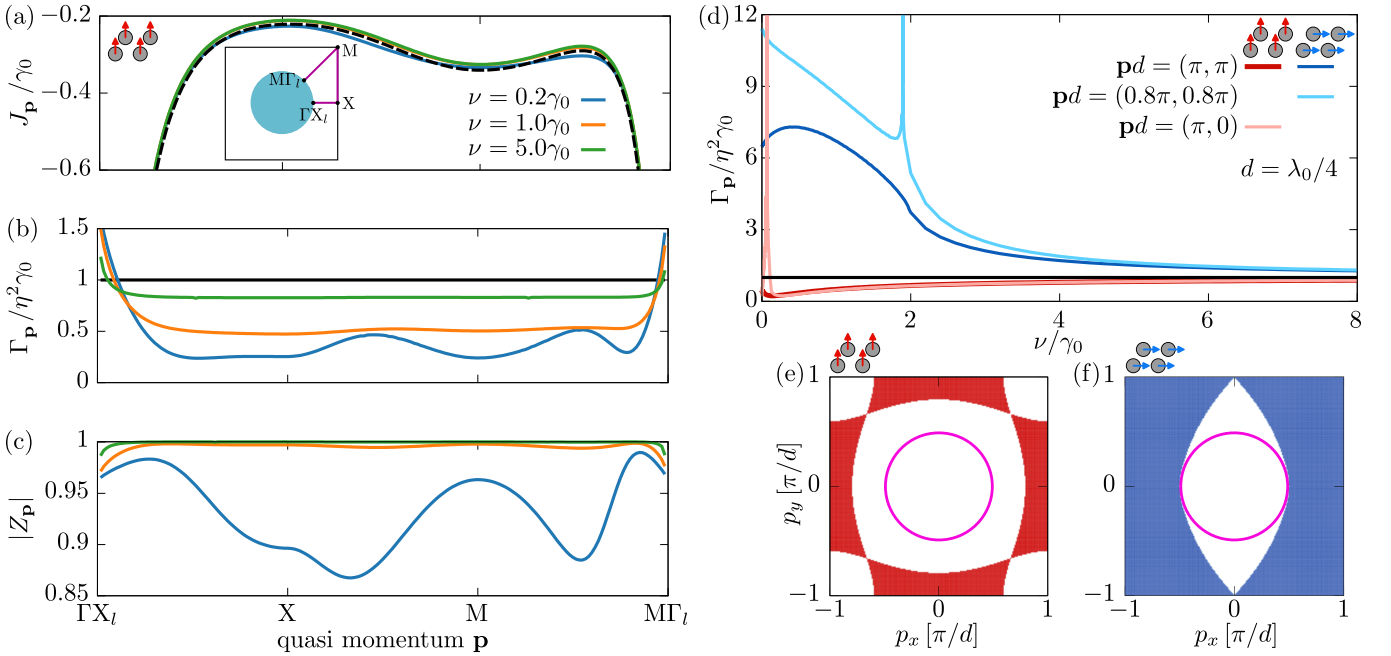 (a)
−0.2
−0.4
−0.6
J_p/γ_0
M
MΓ_l
ΓX_l
X
ν = 0.2γ_0
ν = 1.0γ_0
ν = 5.0γ_0
(b)
1.5
1
0.5
0
Γ_p/η²γ_0
(c)
1
0.95
0.9
0.85
|Z_p|
ΓX_l X M MΓ_l
quasi momentum p
(d)
12
9
6
3
0
Γ_p/η²γ_0
pd = (π, π)
pd = (0.8π, 0.8π)
pd = (π, 0)
d = λ_0/4
0 2 4 6 8
ν/γ_0
(e)
1
0
−1
p_y [π/d]
−1 0 1
p_x [π/d]
(f)
1
0
−1
−1 0 1
p_x [π/d]